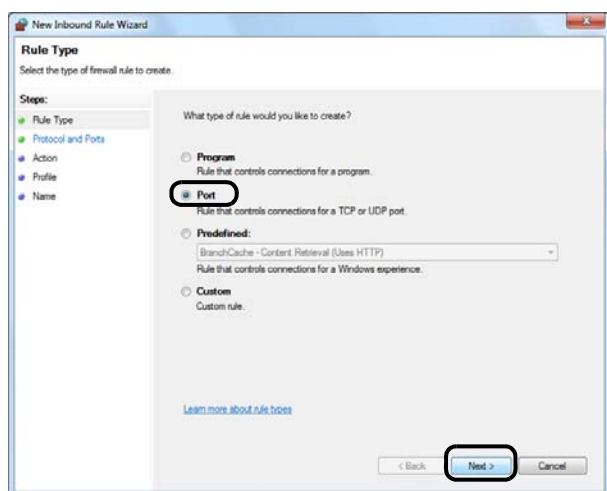 New Inbound Rule Wizard
Rule Type
Select the type of firewall rule to create.
Steps:
Rule Type
Protocol and Ports
Action
Profile
Name
What type of rule would you like to create?
Program
Rule that controls connections for a program.
Port
Rule that controls connections for a TCP or UDP port.
Predefined:
BranchCache - Content Retrieval (Uses HTTP)
Rule that controls connections for a Windows experience.
Custom
Custom rule.
Learn more about rule types
< Back
Next >
Cancel